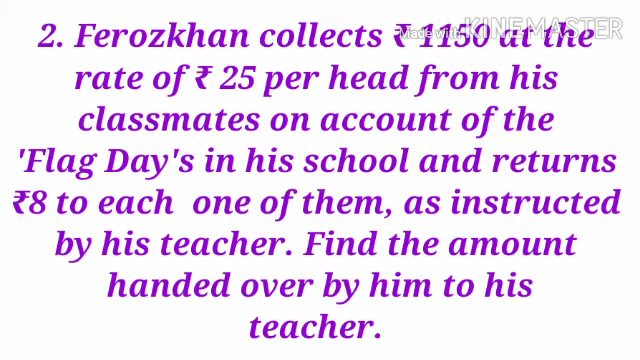 2. Ferozkhan collects ₹ 1150 at the
Made with KINEMASTER
rate of ₹ 25 per head from his
classmates on account of the
'Flag Day's in his school and returns
₹8 to each one of them, as instructed
by his teacher. Find the amount
handed over by him to his
teacher.